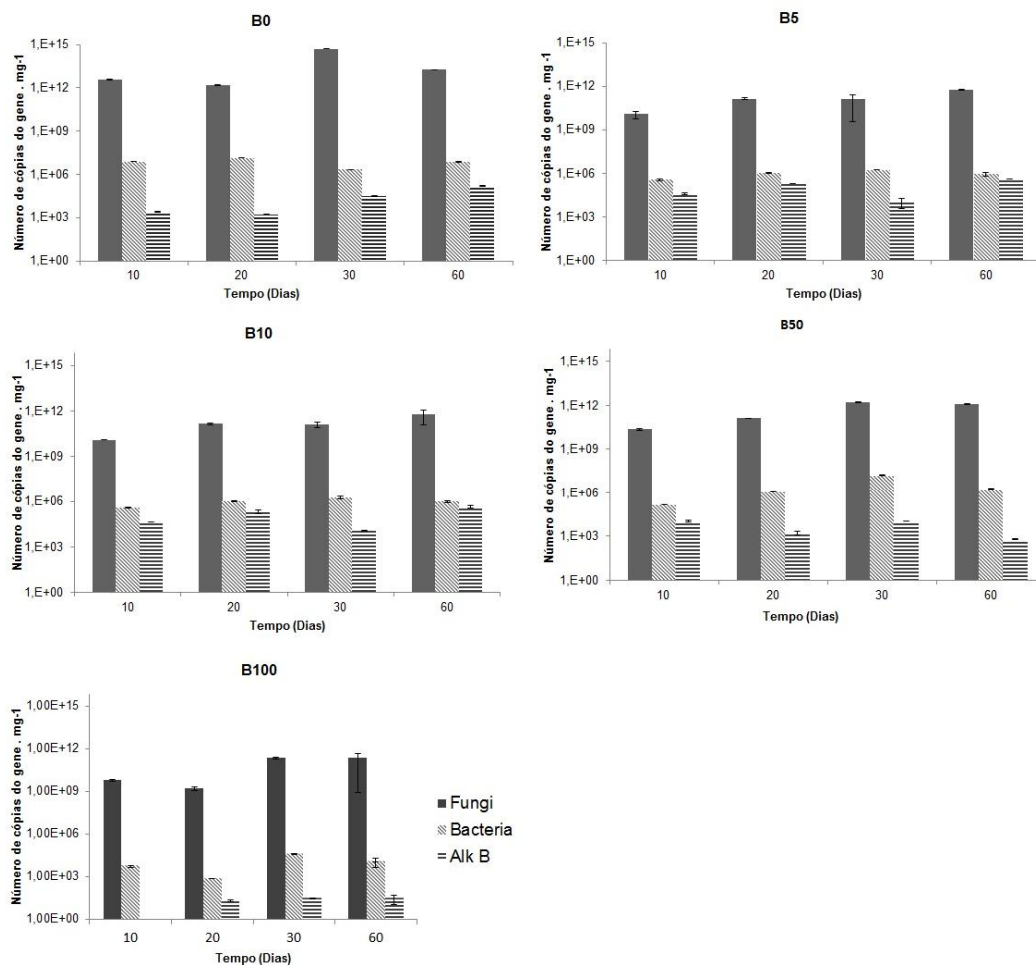 B0
Número de cópias do gene . mg -1
1,E+15
1,E+12
1,E+09
1,E+06
1,E+03
1,E+00
10 20 30 60
Tempo (Dias)
B5
Número de cópias do gene . mg -1
1,E+15
1,E+12
1,E+09
1,E+06
1,E+03
1,E+00
10 20 30 60
Tempo (Dias)
B10
Número de cópias do gene . mg-1
1,E+15
1,E+12
1,E+09
1,E+06
1,E+03
1,E+00
10 20 30 60
Tempo (Dias)
B50
Número de cópias do gene . mg-1
1,E+15
1,E+12
1,E+09
1,E+06
1,E+03
1,E+00
10 20 30 60
Tempo (Dias)
B100
Número de cópias do gene . mg-1
1,00E+15
1,00E+12
1,00E+09
1,00E+06
1,00E+03
1,00E+00
10 20 30 60
Tempo (Dias)
Fungi
Bacteria
Alk B